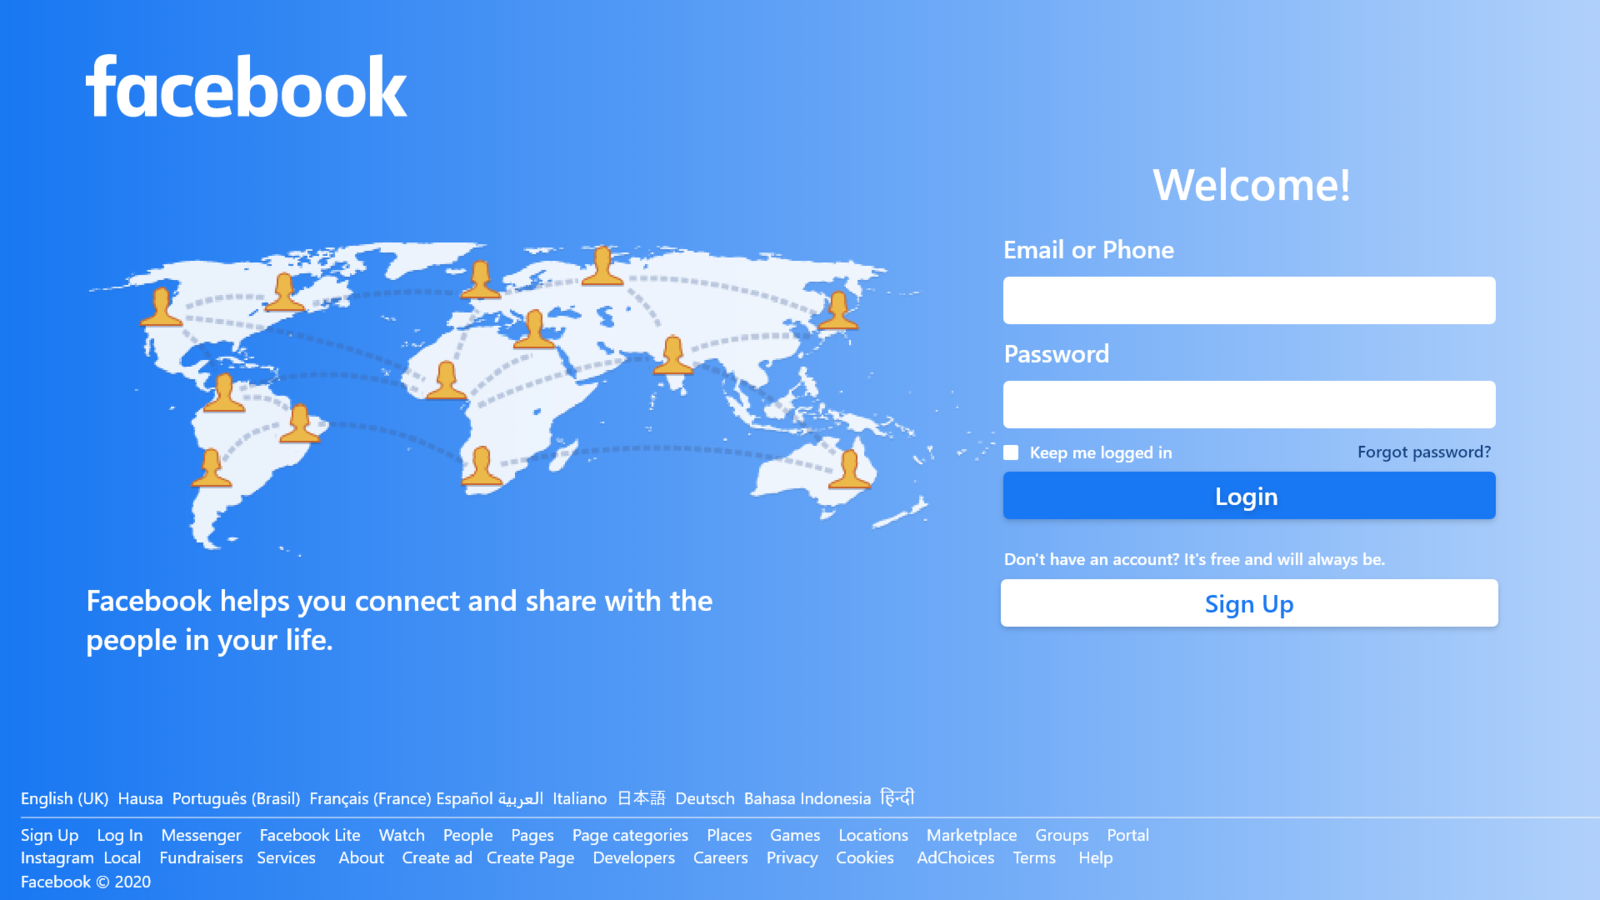 facebook
Welcome!
Email or Phone
Password
Keep me logged in Forgot password?
Login
Don't have an account? It's free and will always be.
Sign Up
Facebook helps you connect and share with the
people in your life.
English (UK) Hausa Português (Brasil) Français (France) Español العربية Italiano 日本語 Deutsch Bahasa Indonesia हिन्दी
Sign Up Log In Messenger Facebook Lite Watch People Pages Page categories Places Games Locations Marketplace Groups Portal
Instagram Local Fundraisers Services About Create ad Create Page Developers Careers Privacy Cookies AdChoices Terms Help
Facebook © 2020